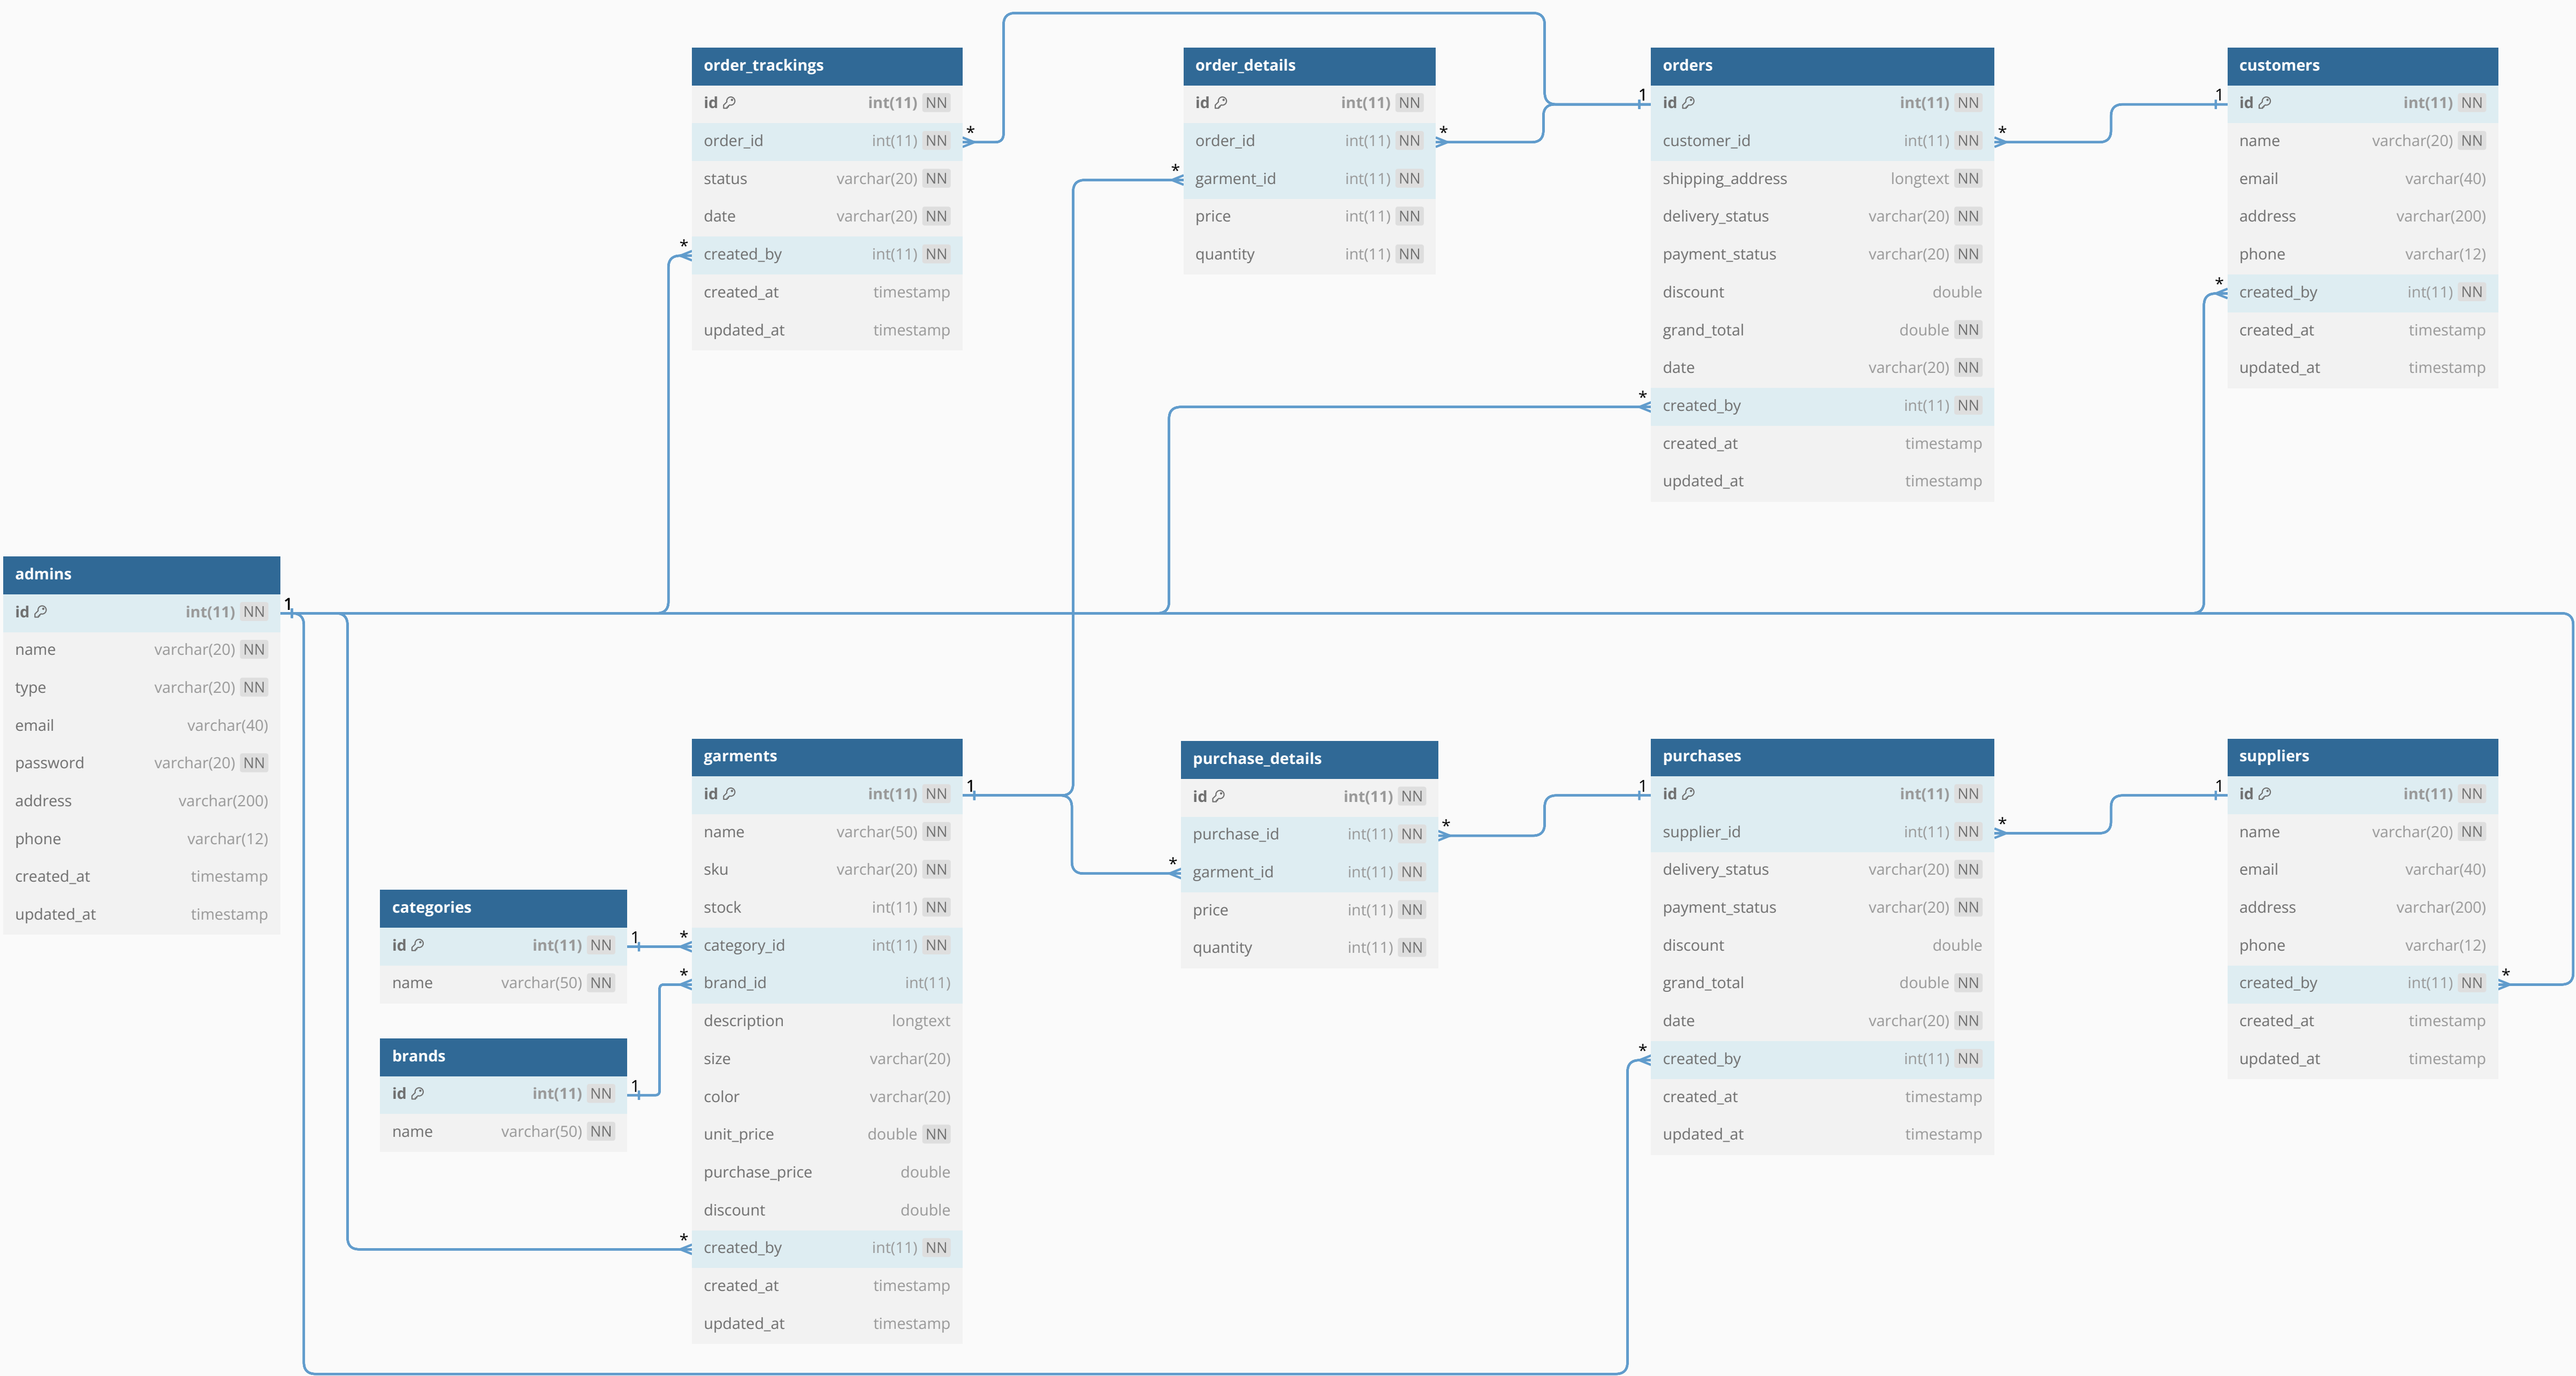 order_trackings
id int(11) NN
order_id int(11) NN *
status varchar(20) NN
date varchar(20) NN
* created_by int(11) NN
created_at timestamp
updated_at timestamp
order_details
id int(11) NN
order_id int(11) NN *
* garment_id int(11) NN
price int(11) NN
quantity int(11) NN
orders
1 id int(11) NN
customer_id int(11) NN *
shipping_address longtext NN
delivery_status varchar(20) NN
payment_status varchar(20) NN
discount double
grand_total double NN
date varchar(20) NN
* created_by int(11) NN
created_at timestamp
updated_at timestamp
customers
1 id int(11) NN
name varchar(20) NN
email varchar(40)
address varchar(200)
phone varchar(12)
* created_by int(11) NN
created_at timestamp
updated_at timestamp
admins
id int(11) NN 1
name varchar(20) NN
type varchar(20) NN
email varchar(40)
password varchar(20) NN
address varchar(200)
phone varchar(12)
created_at timestamp
updated_at timestamp
categories
id int(11) NN 1
name varchar(50) NN
brands
id int(11) NN 1
name varchar(50) NN
garments
id int(11) NN 1
name varchar(50) NN
sku varchar(20) NN
stock int(11) NN
* category_id int(11) NN
* brand_id int(11)
description longtext
size varchar(20)
color varchar(20)
unit_price double NN
purchase_price double
discount double
* created_by int(11) NN
created_at timestamp
updated_at timestamp
purchase_details
id int(11) NN
purchase_id int(11) NN *
* garment_id int(11) NN
price int(11) NN
quantity int(11) NN
purchases
1 id int(11) NN
supplier_id int(11) NN *
delivery_status varchar(20) NN
payment_status varchar(20) NN
discount double
grand_total double NN
date varchar(20) NN
* created_by int(11) NN
created_at timestamp
updated_at timestamp
suppliers
1 id int(11) NN
name varchar(20) NN
email varchar(40)
address varchar(200)
phone varchar(12)
created_by int(11) NN *
created_at timestamp
updated_at timestamp